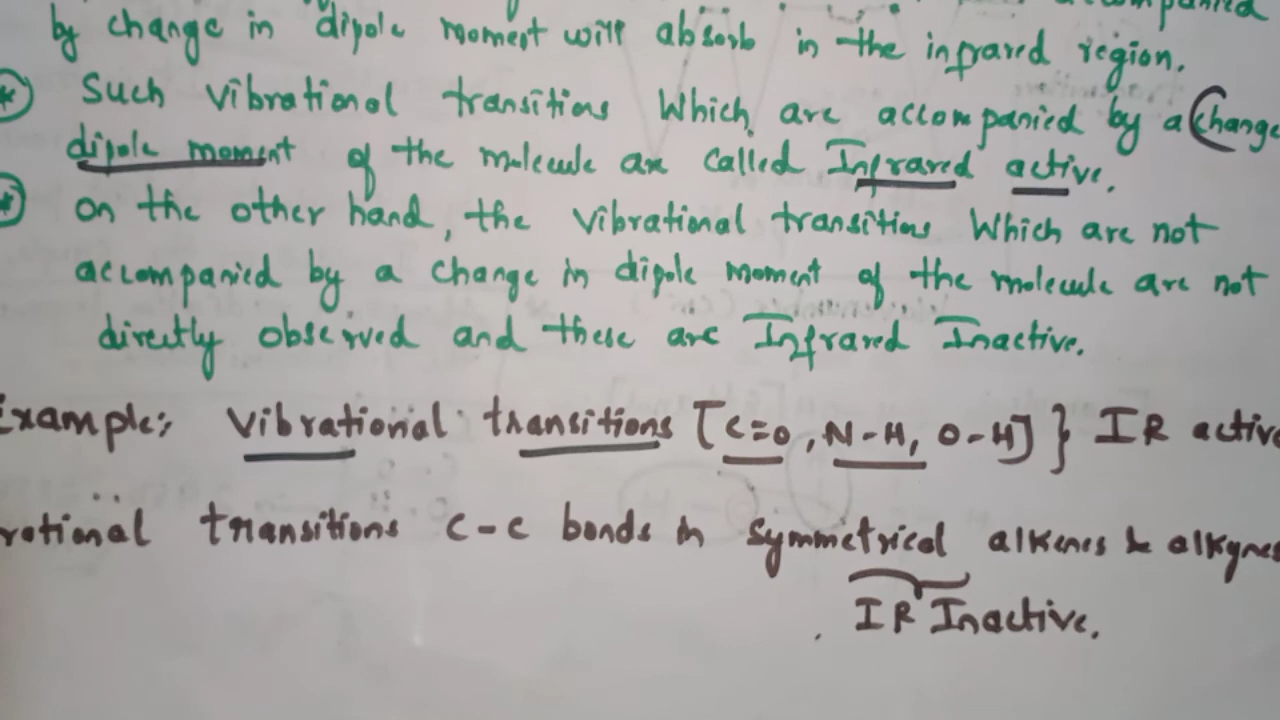 by change in dipole moment will absorb in the infrared region.
* Such vibrational transitions Which are accompanied by a change
dipole moment of the molecule are called Infrared active.
* on the other hand, the vibrational transitions Which are not
accompanied by a change in dipole moment of the molecule are not
directly observed and these are Infrared Inactive.
Example: vibrational transitions [C=O, N-H, O-H] } IR active
rational transitions C-C bonds in symmetrical alkenes & alkynes
IR Inactive.